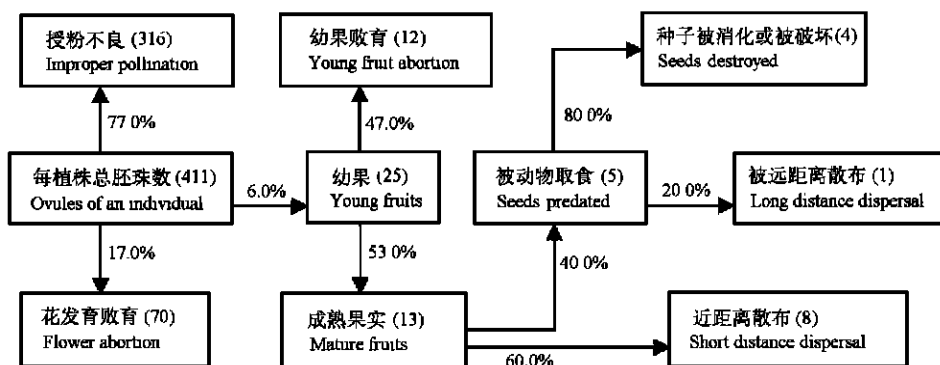 授粉不良 (316)
Improper pollination
幼果败育 (12)
Young fruit abortion
种子被消化或被破坏(4)
Seeds destroyed
77 0%
47.0%
80 0%
每植株总胚珠数 (411)
Ovules of an individual
6.0%
幼果 (25)
Young fruits
被动物取食 (5)
Seeds predated
20 0%
被远距离散布 (1)
Long distance dispersal
17.0%
53 0%
40 0%
花发育败育 (70)
Flower abortion
成熟果实 (13)
Mature fruits
60.0%
近距离散布 (8)
Short distance dispersal